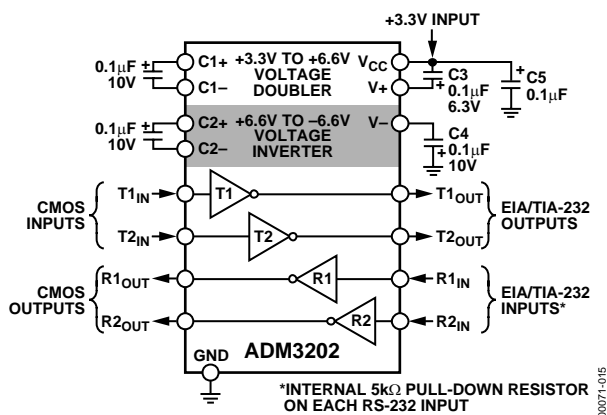 +3.3V INPUT
0.1µF
10V
+
C1+
C1–
+3.3V TO +6.6V
VOLTAGE
DOUBLER
VCC
V+
+
C3
0.1µF
6.3V
+
C5
0.1µF
0.1µF
10V
+
C2+
C2–
+6.6V TO –6.6V
VOLTAGE
INVERTER
V–
+
C4
0.1µF
10V
CMOS
INPUTS
T1IN
T1
T1OUT
T2IN
T2
T2OUT
EIA/TIA-232
OUTPUTS
CMOS
OUTPUTS
R1OUT
R1
R1IN
R2OUT
R2
R2IN
EIA/TIA-232
INPUTS*
GND
ADM3202
*INTERNAL 5kΩ PULL-DOWN RESISTOR
ON EACH RS-232 INPUT
00071-015